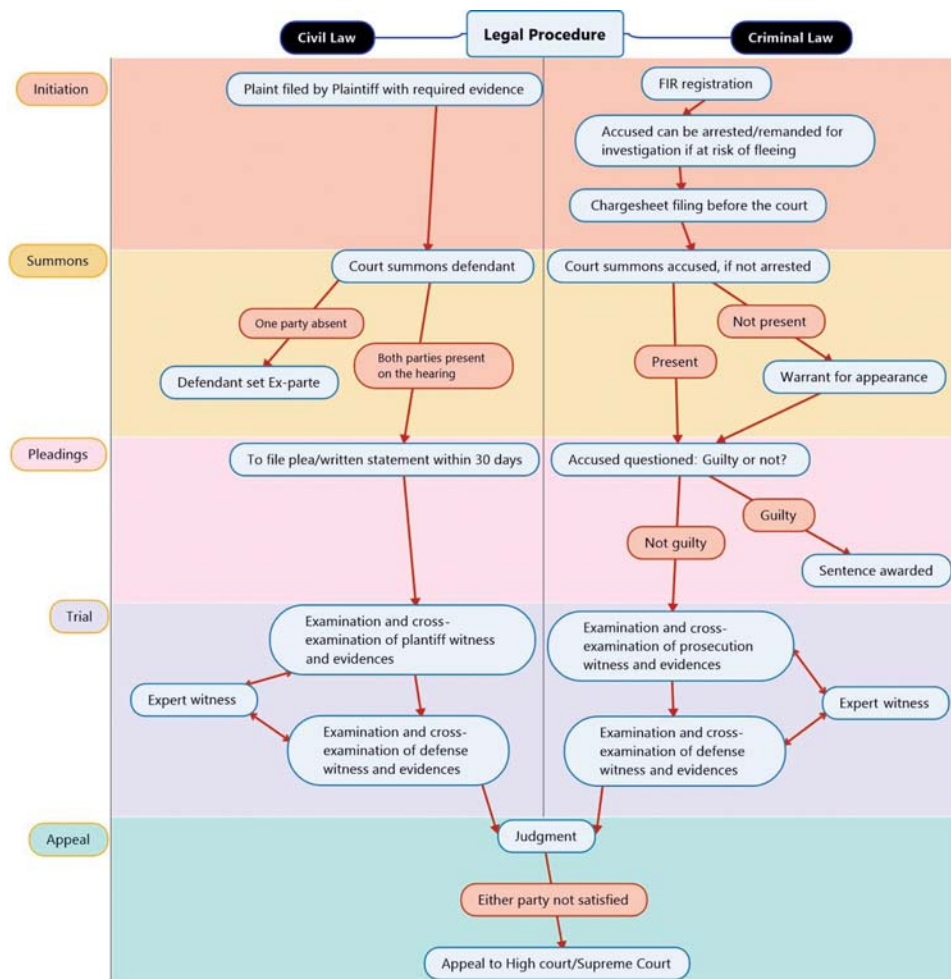 Legal Procedure
Civil Law
Criminal Law
Initiation
Plaint filed by Plaintiff with required evidence
FIR registration
Accused can be arrested/remanded for
investigation if at risk of fleeing
Chargesheet filing before the court
Summons
Court summons defendant
Court summons accused, if not arrested
One party absent
Not present
Both parties present
on the hearing
Present
Defendant set Ex-parte
Warrant for appearance
Pleadings
To file plea/written statement within 30 days
Accused questioned: Guilty or not?
Guilty
Not guilty
Sentence awarded
Trial
Examination and cross-
examination of plantiff witness
and evidences
Examination and cross-
examination of prosecution
witness and evidences
Expert witness
Expert witness
Examination and cross-
examination of defense
witness and evidences
Examination and cross-
examination of defense
witness and evidences
Appeal
Judgment
Either party not satisfied
Appeal to High court/Supreme Court